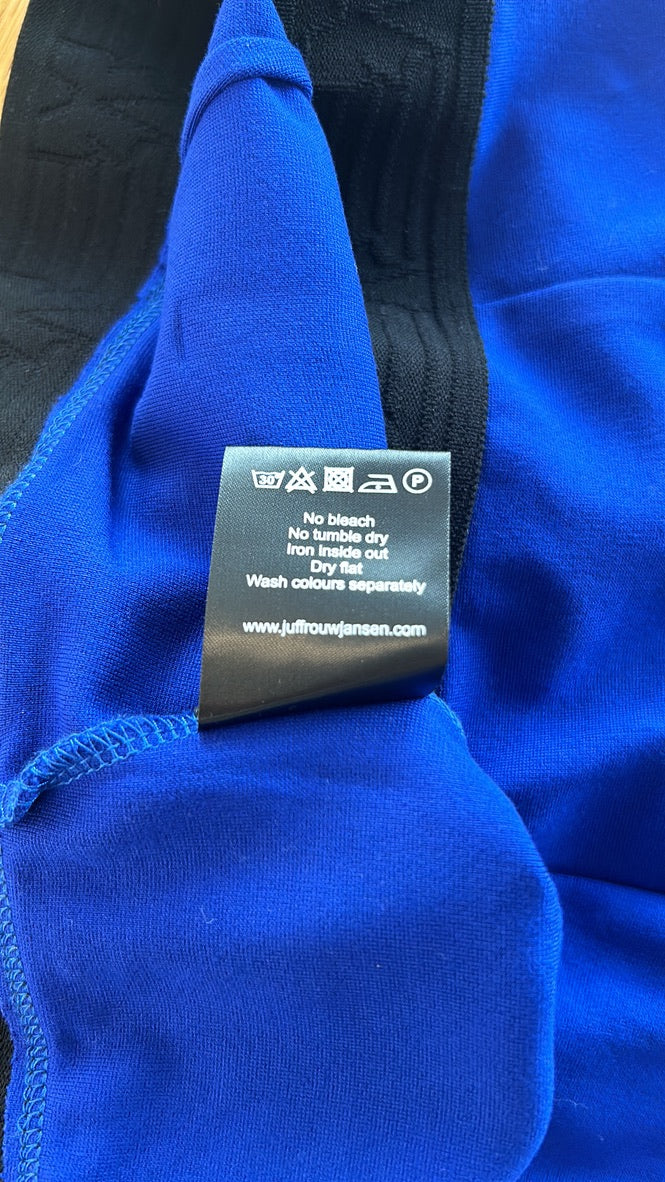 30
P
No bleach
No tumble dry
Iron inside out
Dry flat
Wash colours separately
www.juffrouwjansen.com